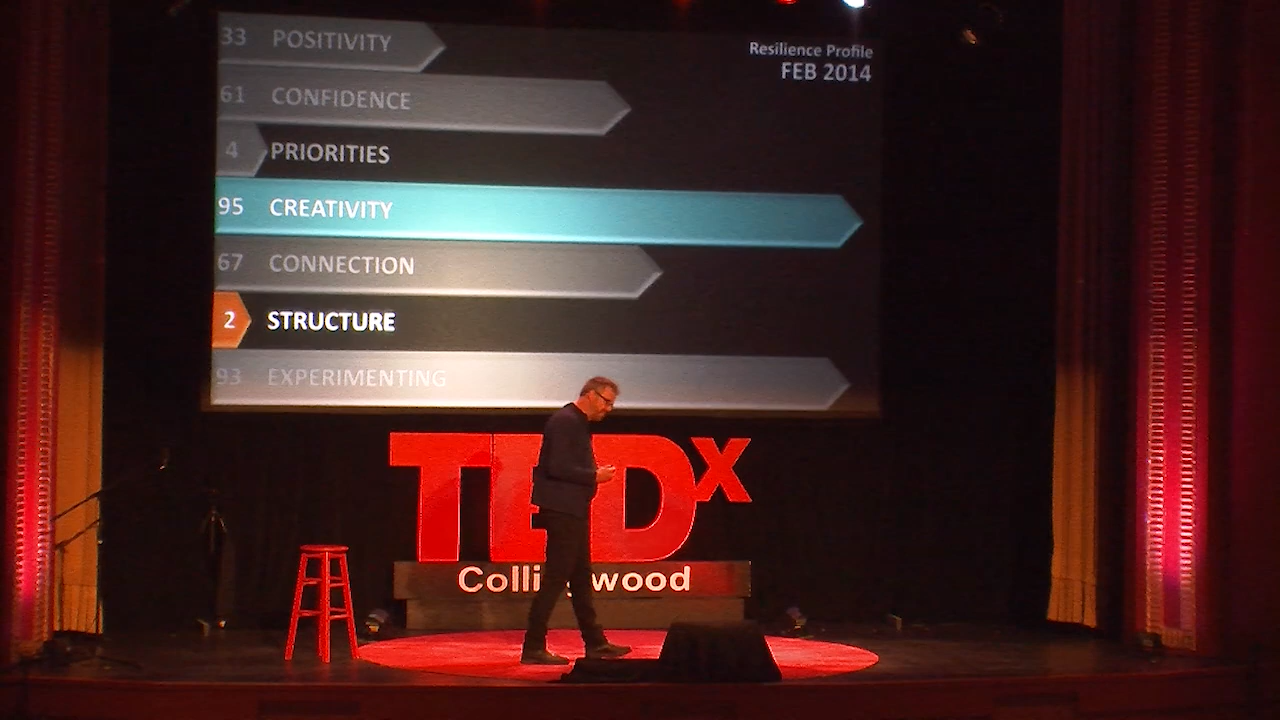 33 POSITIVITY
Resilience Profile
FEB 2014
61 CONFIDENCE
4 PRIORITIES
95 CREATIVITY
67 CONNECTION
2 STRUCTURE
93 EXPERIMENTING
TEDx
Collingwood